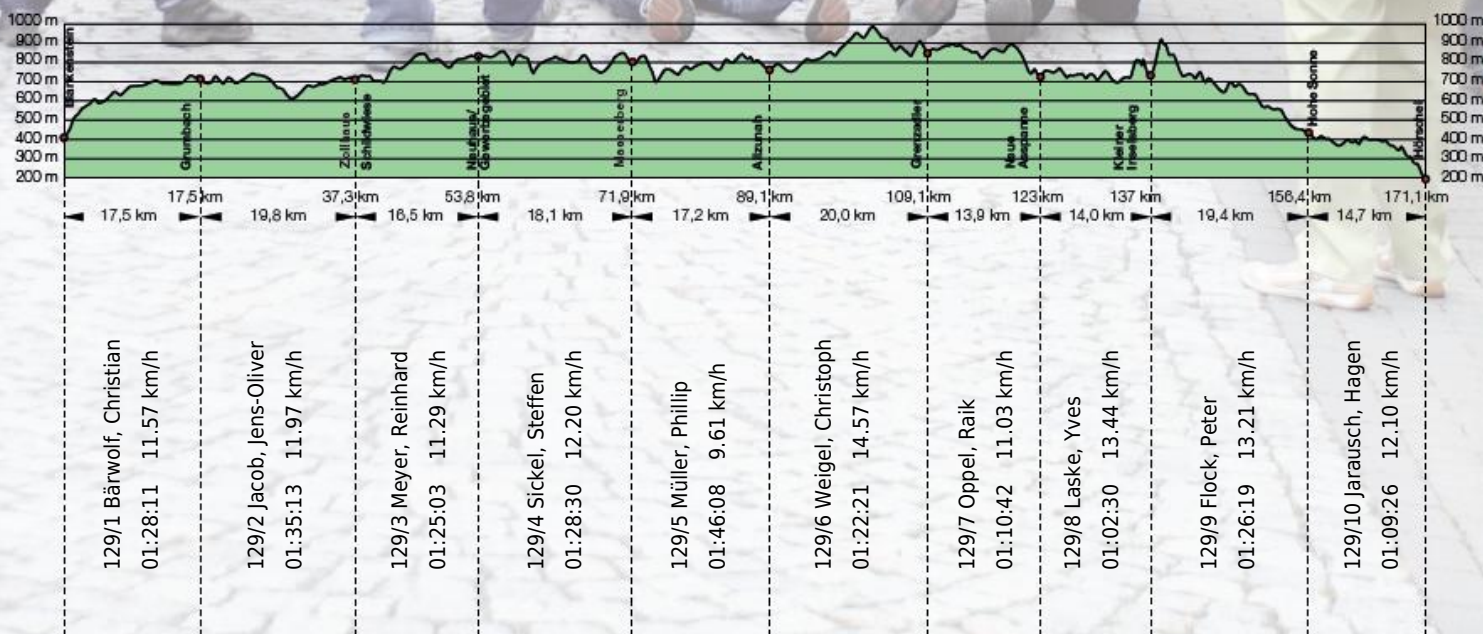 1000 m
900 m
800 m
700 m
600 m
500 m
400 m
300 m
200 m
1000 m
900 m
800 m
700 m
600 m
500 m
400 m
300 m
200 m
Blankenstein
Grumbach
Zollhaus
Schildwiese
Neuhaus/
Masserberg
Allzunah
Grenzadler
Neue
Ausspanne
Kleiner
Inselsberg
Hohe Sonne
Hörschel
17,5 km 37,3 km 53,8 km 71,9 km 89,1 km 109,1 km 123 km 137 km 156,4 km 171,1 km
17,5 km 19,8 km 16,5 km 18,1 km 17,2 km 20,0 km 13,9 km 14,0 km 19,4 km 14,7 km
129/1 Bärwolf, Christian
01:28:11 11.57 km/h
129/2 Jacob, Jens-Oliver
01:35:13 11.97 km/h
129/3 Meyer, Reinhard
01:25:03 11.29 km/h
129/4 Sickel, Steffen
01:28:30 12.20 km/h
129/5 Müller, Phillip
01:46:08 9.61 km/h
129/6 Weigel, Christoph
01:22:21 14.57 km/h
129/7 Oppel, Raik
01:10:42 11.03 km/h
129/8 Laske, Yves
01:02:30 13.44 km/h
129/9 Flock, Peter
01:26:19 13.21 km/h
129/10 Jarausch, Hagen
01:09:26 12.10 km/h